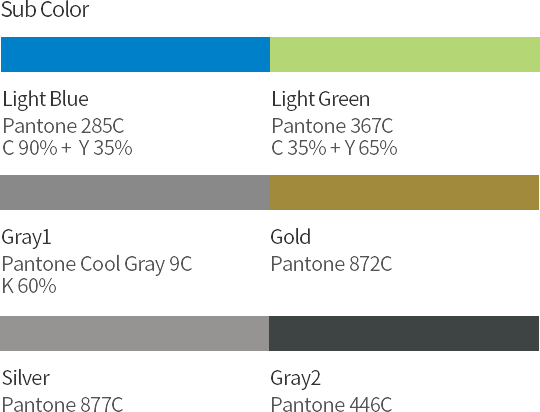 Sub Color
Light Blue
Pantone 285C
C 90% + Y 35%
Light Green
Pantone 367C
C 35% + Y 65%
Gray1
Pantone Cool Gray 9C
K 60%
Gold
Pantone 872C
Silver
Pantone 877C
Gray2
Pantone 446C